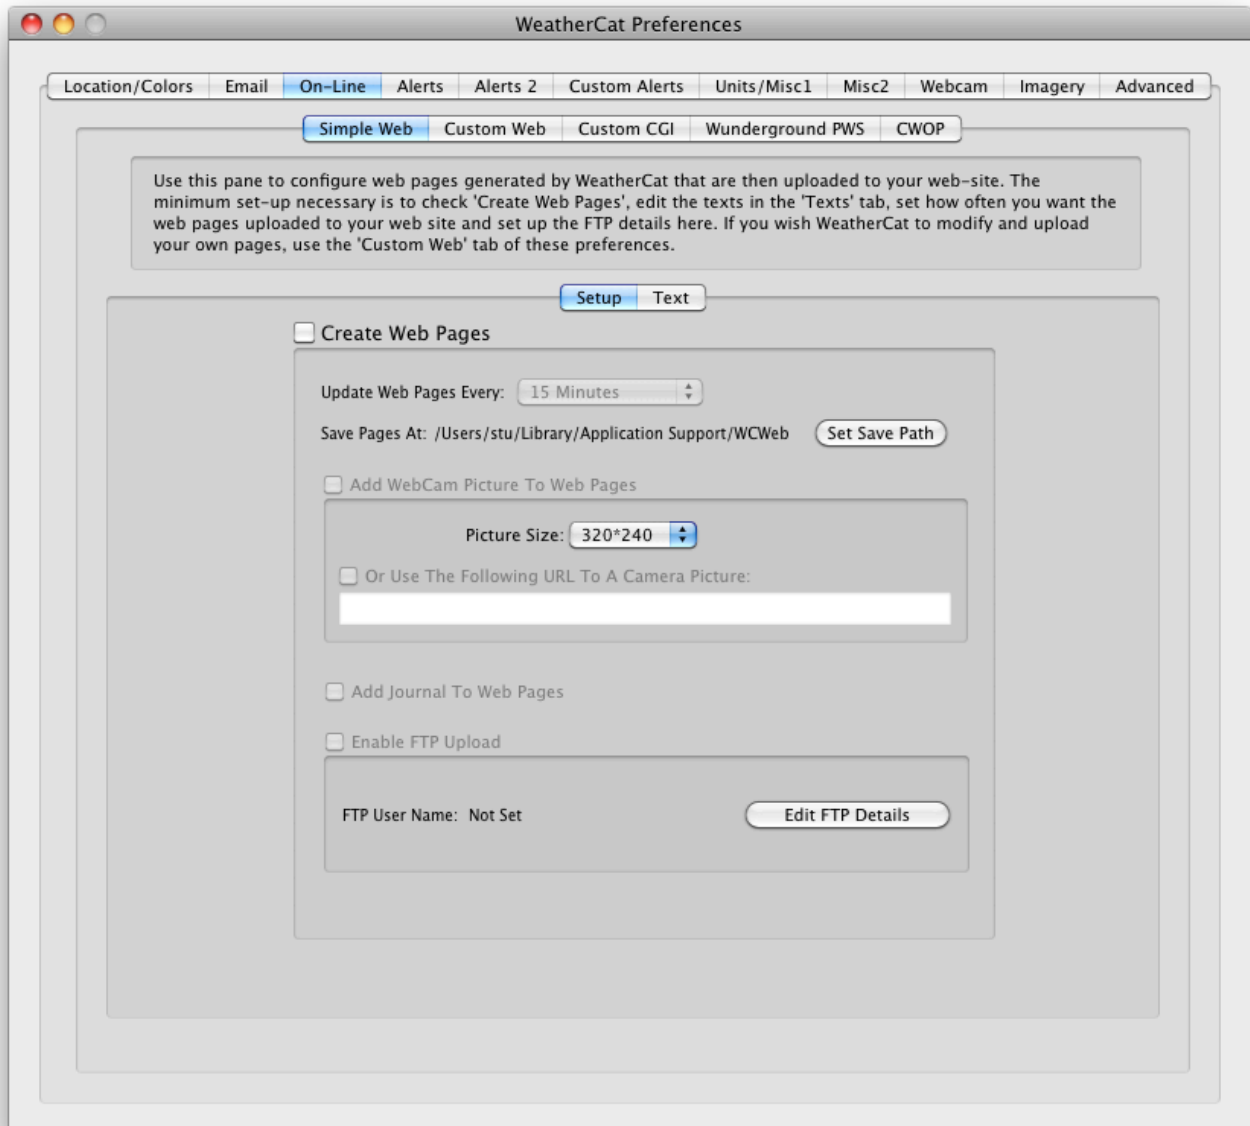 WeatherCat Preferences
Location/Colors Email On-Line Alerts Alerts 2 Custom Alerts Units/Misc1 Misc2 Webcam Imagery Advanced
Simple Web Custom Web Custom CGI Wunderground PWS CWOP
Use this pane to configure web pages generated by WeatherCat that are then uploaded to your web-site. The
minimum set-up necessary is to check 'Create Web Pages', edit the texts in the 'Texts' tab, set how often you want the
web pages uploaded to your web site and set up the FTP details here. If you wish WeatherCat to modify and upload
your own pages, use the 'Custom Web' tab of these preferences.
Setup Text
Create Web Pages
Update Web Pages Every: 15 Minutes
Save Pages At: /Users/stu/Library/Application Support/WCWeb Set Save Path
Add WebCam Picture To Web Pages
Picture Size: 320*240
Or Use The Following URL To A Camera Picture:
Add Journal To Web Pages
Enable FTP Upload
FTP User Name: Not Set Edit FTP Details